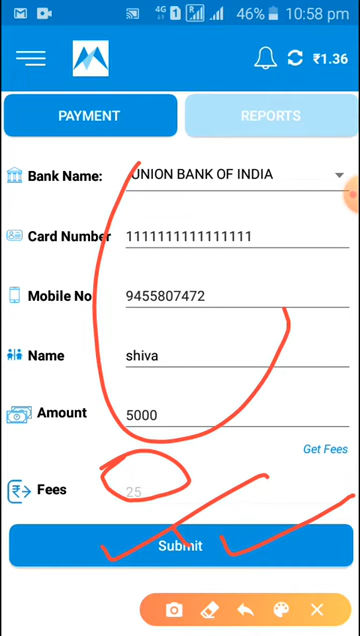 4G 1 R 46% 10:58 pm
₹1.36
PAYMENT REPORTS
Bank Name: UNION BANK OF INDIA
Card Number 1111111111111111
Mobile No 9455807472
Name shiva
Amount 5000
Get Fees
Fees 25
Submit